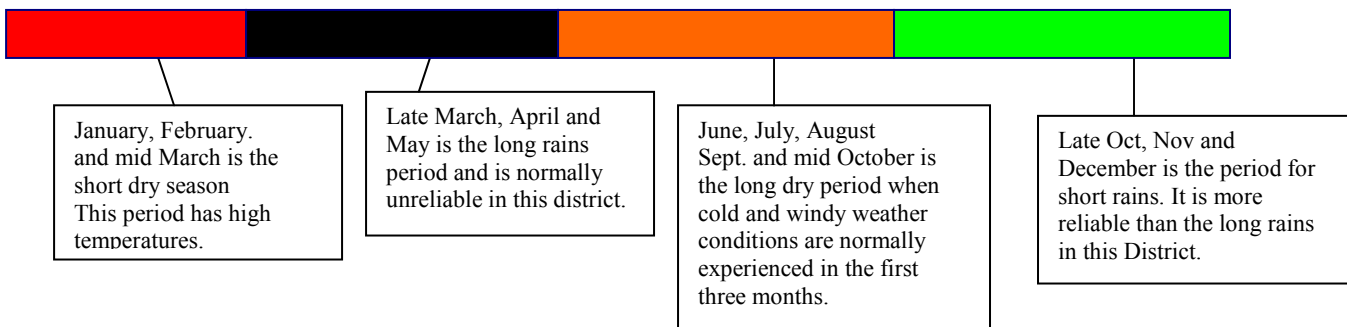 January, February.
and mid March is the
short dry season
This period has high
temperatures.
Late March, April and
May is the long rains
period and is normally
unreliable in this district.
June, July, August
Sept. and mid October is
the long dry period when
cold and windy weather
conditions are normally
experienced in the first
three months.
Late Oct, Nov and
December is the period for
short rains. It is more
reliable than the long rains
in this District.